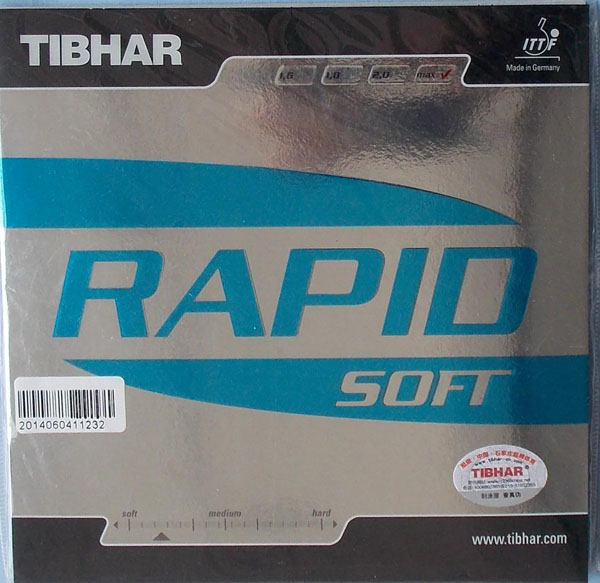 TIBHAR
ITTF
Made in Germany
1,6 1,8 2,0 max
RAPID
SOFT
2014060411232
TIBHAR
soft medium hard
www.tibhar.com